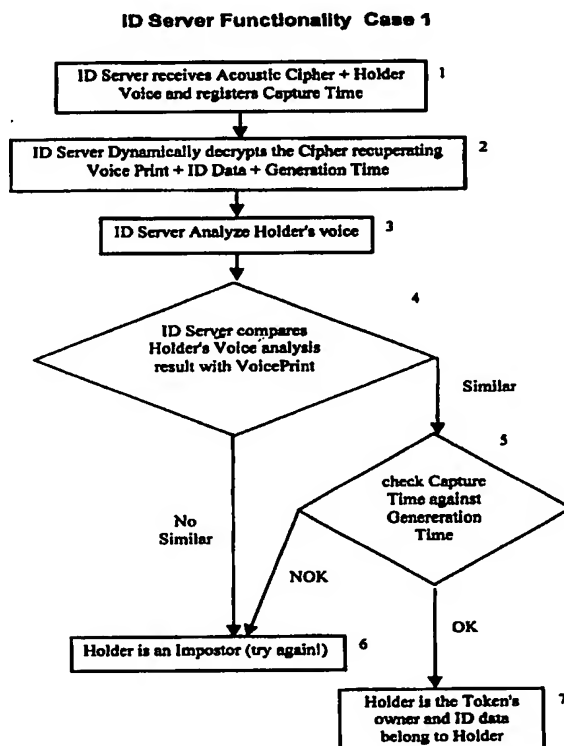 ID Server Functionality Case 1
ID Server receives Acoustic Cipher + Holder
Voice and registers Capture Time
1
ID Server Dynamically decrypts the Cipher recuperating
Voice Print + ID Data + Generation Time
2
ID Server Analyze Holder's voice
3
4
ID Server compares
Holder's Voice analysis
result with VoicePrint
Similar
5
check Capture
Time against
Genereration
Time
No
Similar
NOK
OK
Holder is an Impostor (try again!)
6
Holder is the Token's
owner and ID data
belong to Holder
7